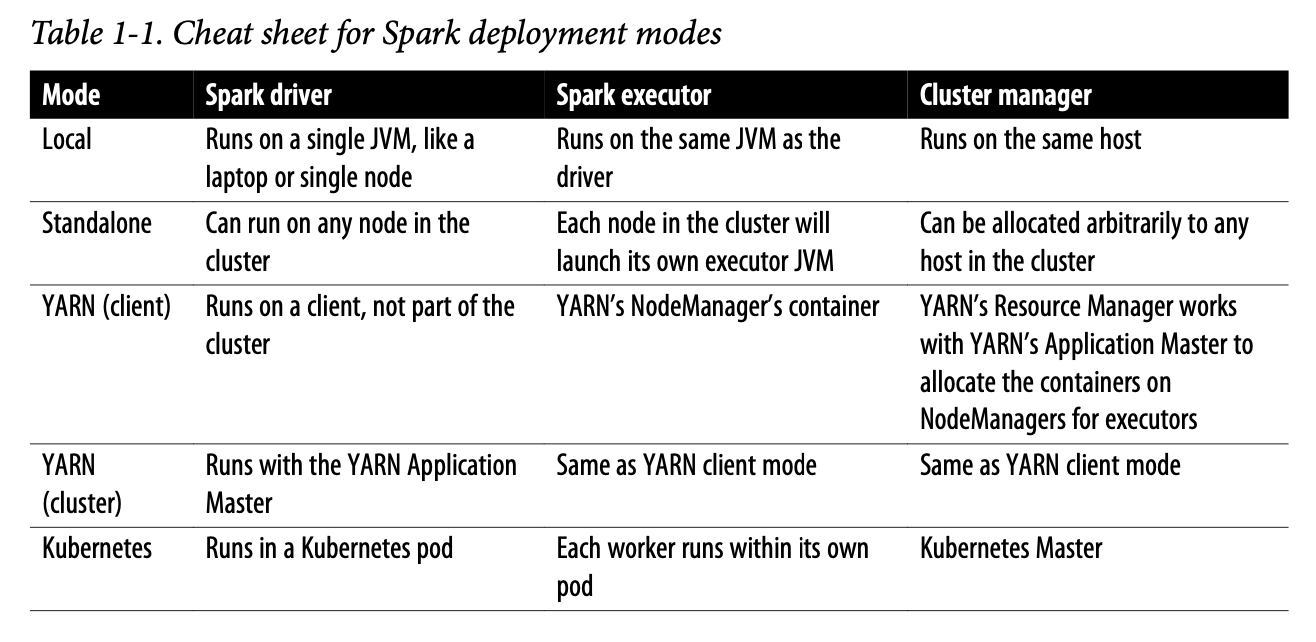 Table 1-1. Cheat sheet for Spark deployment modes
Mode Spark driver Spark executor Cluster manager
Local Runs on a single JVM, like a Runs on the same JVM as the Runs on the same host
laptop or single node driver
Standalone Can run on any node in the Each node in the cluster will Can be allocated arbitrarily to any
cluster launch its own executor JVM host in the cluster
YARN (client) Runs on a client, not part of the YARN’s NodeManager’s container YARN’s Resource Manager works
cluster with YARN’s Application Master to
allocate the containers on
NodeManagers for executors
YARN Runs with the YARN Application Same as YARN client mode Same as YARN client mode
(cluster) Master
Kubernetes Runs in a Kubernetes pod Each worker runs within its own Kubernetes Master
pod